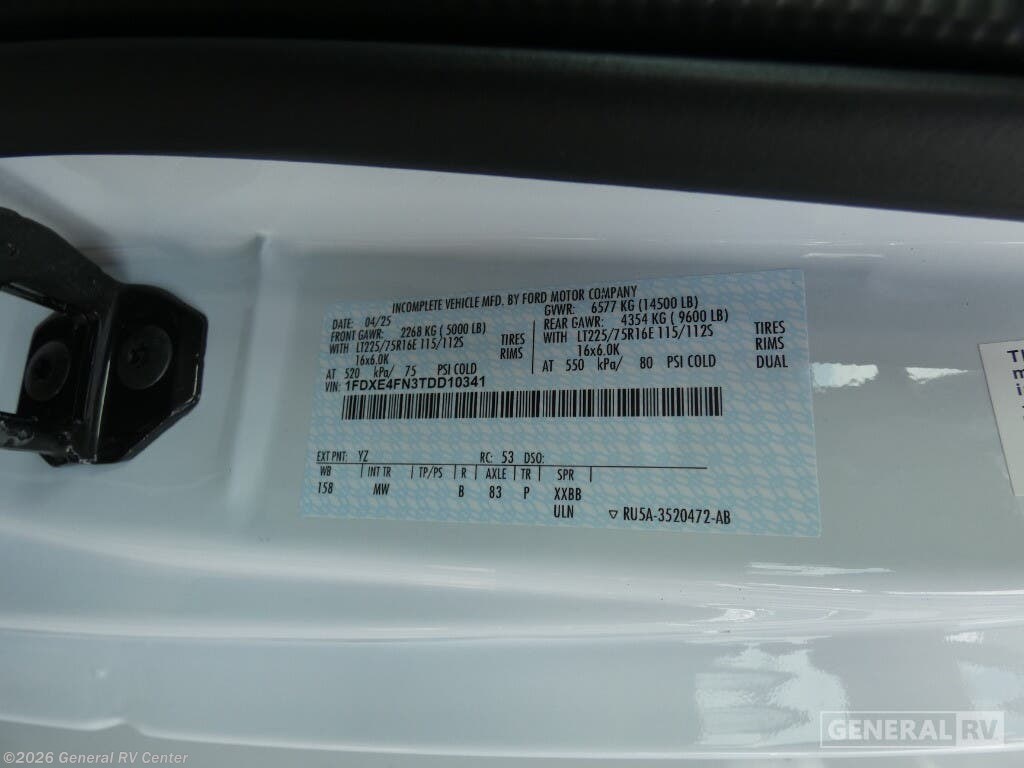 INCOMPLETE VEHICLE MFD. BY FORD MOTOR COMPANY
DATE: 04/25 GVWR: 6577 KG (14500 LB)
FRONT GAWR: 2268 KG ( 5000 LB) REAR GAWR: 4354 KG ( 9600 LB)
WITH LT225/75R16E 115/112S TIRES WITH LT225/75R16E 115/112S TIRES
16x6.0K RIMS 16x6.0K RIMS
AT 520 kPa/ 75 PSI COLD AT 550 kPa/ 80 PSI COLD DUAL
VIN: 1FDXE4FN3TDD10341
EXT PNT: YZ RC: 53 DSO:
WB INT TR TP/PS R AXLE TR SPR
158 MW B 83 P XXBB
ULN ▽ RU5A-3520472-AB
GENERAL RV
©2026 General RV Center